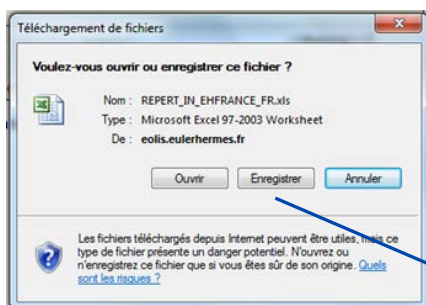 Téléchargement de fichiers
Voulez-vous ouvrir ou enregistrer ce fichier ?
Nom : REPERT_IN_EHFRANCE_FR.xls
Type : Microsoft Excel 97-2003 Worksheet
De : eolis.eulerhermes.fr
Ouvrir Enregistrer Annuler
Les fichiers téléchargés depuis Internet peuvent être utiles, mais ce
type de fichier présente un danger potentiel. N'ouvrez ou
n'enregistrez ce fichier que si vous êtes sûr de son origine. Quels
sont les risques ?